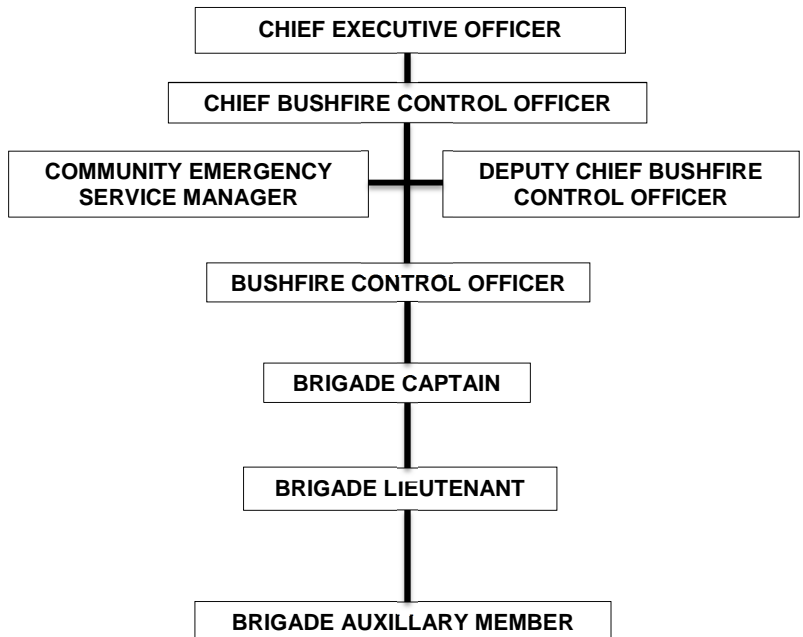 CHIEF EXECUTIVE OFFICER
CHIEF BUSHFIRE CONTROL OFFICER
COMMUNITY EMERGENCY
SERVICE MANAGER
DEPUTY CHIEF BUSHFIRE
CONTROL OFFICER
BUSHFIRE CONTROL OFFICER
BRIGADE CAPTAIN
BRIGADE LIEUTENANT
BRIGADE AUXILLARY MEMBER